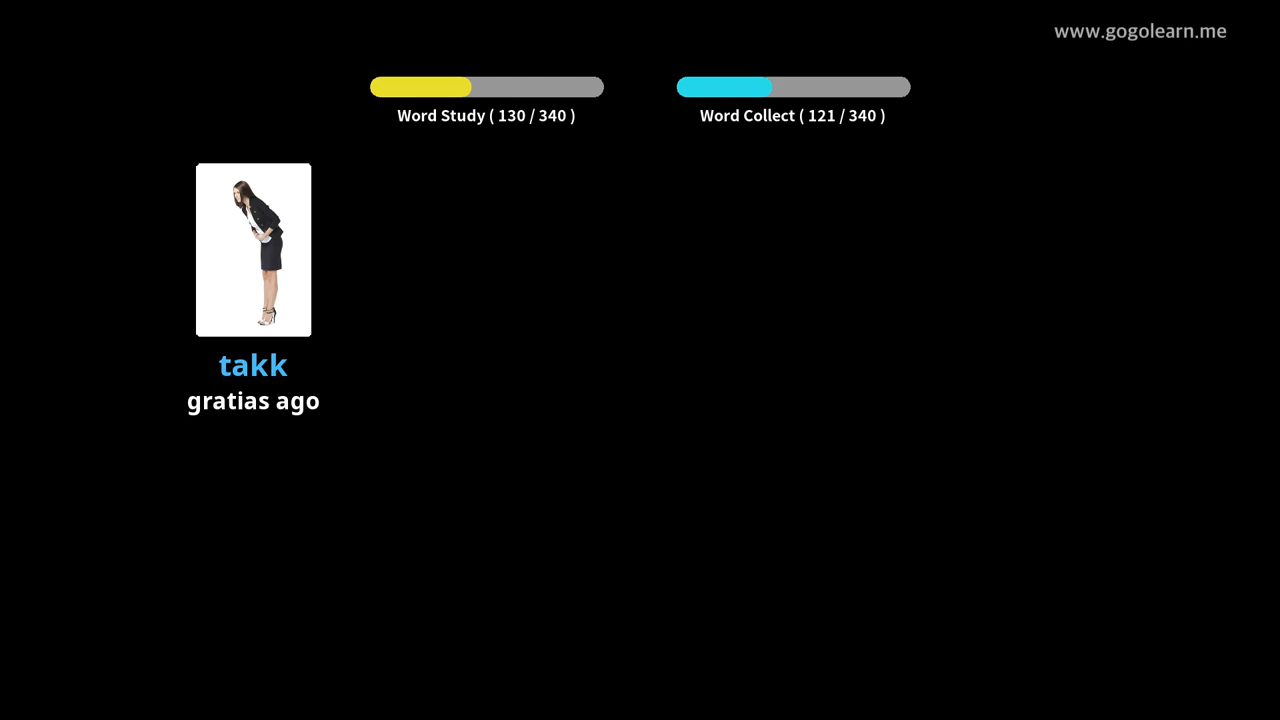 www.gogolearn.me
Word Study ( 130 / 340 )
Word Collect ( 121 / 340 )
takk
gratias ago